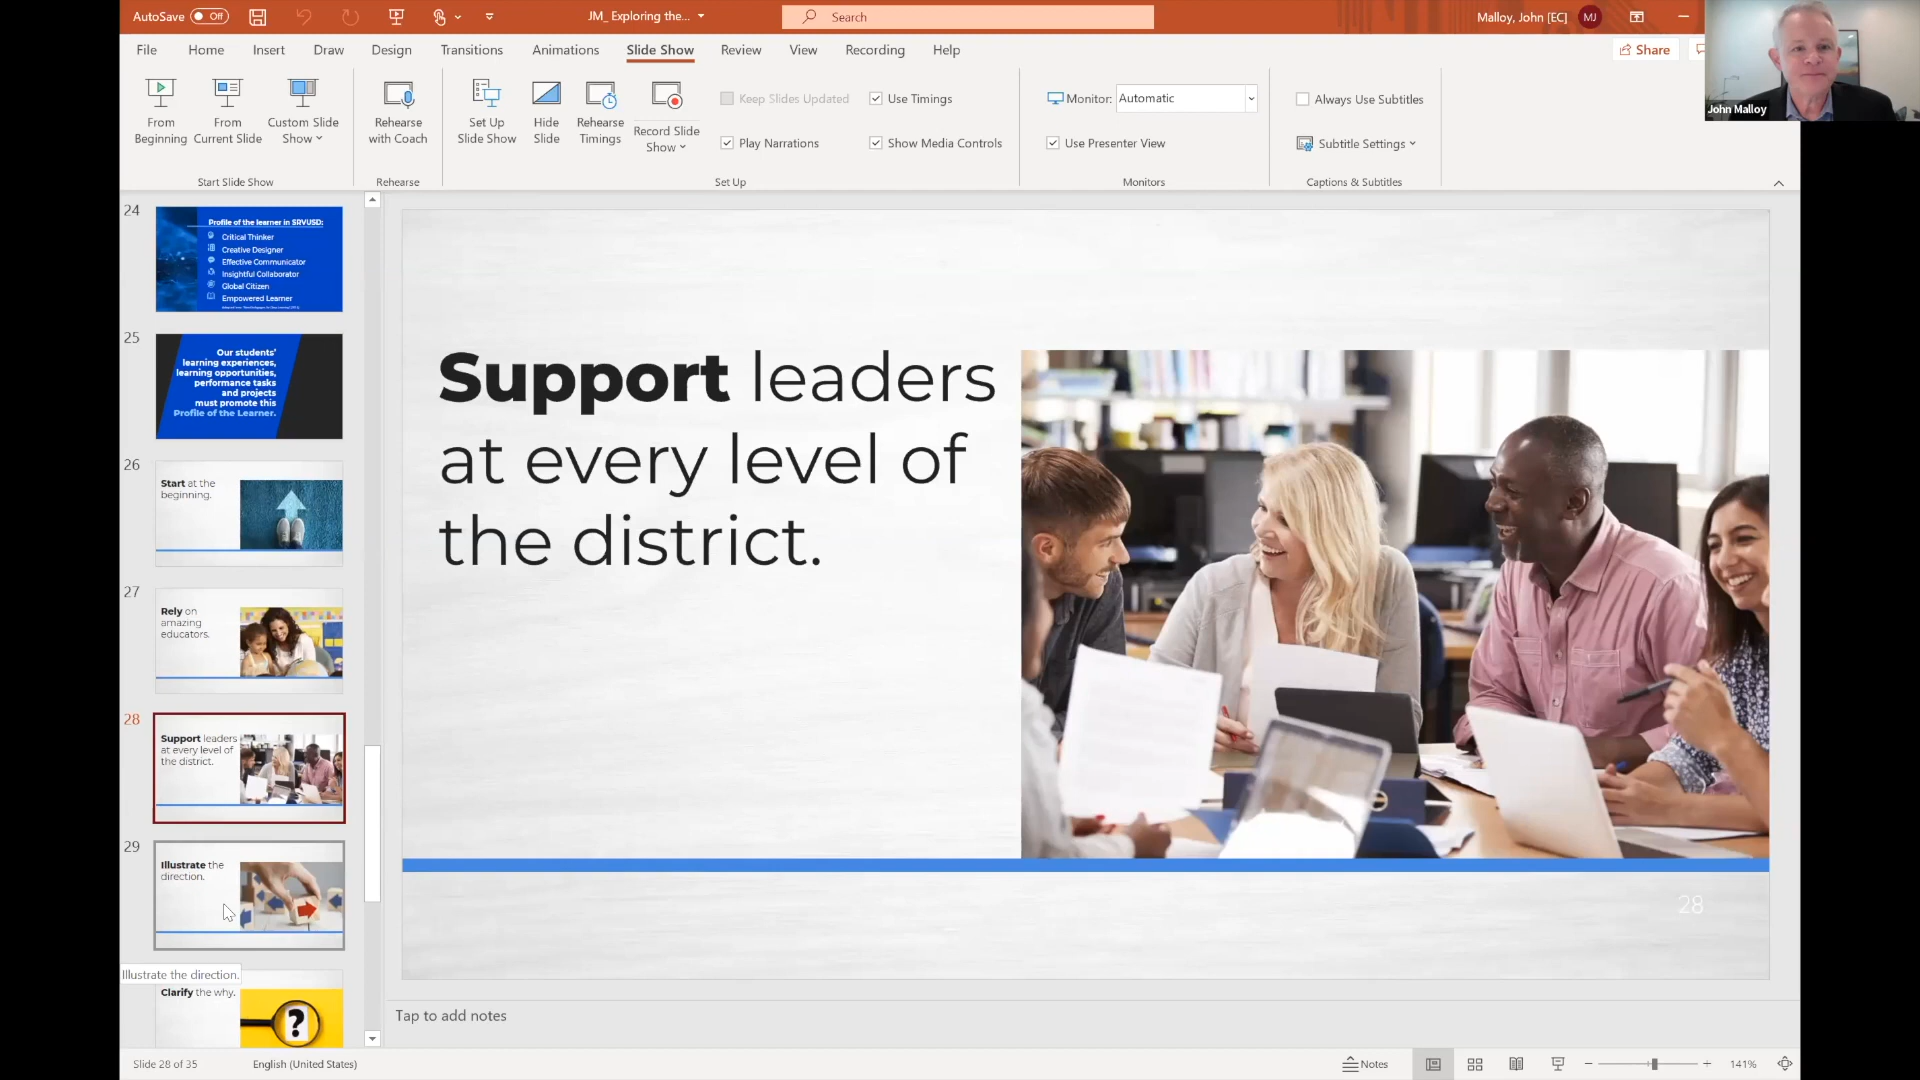 AutoSave Off
JM_ Exploring the...
Search
Malloy, John [EC]
MJ
File Home Insert Draw Design Transitions Animations Slide Show Review View Recording Help
Share
John Malloy
From Beginning
From Current Slide
Custom Slide Show
Rehearse with Coach
Set Up Slide Show
Hide Slide
Rehearse Timings
Record Slide Show
Keep Slides Updated
Use Timings
Play Narrations
Show Media Controls
Monitor: Automatic
Use Presenter View
Always Use Subtitles
Subtitle Settings
Start Slide Show
Rehearse
Set Up
Monitors
Captions & Subtitles
24
Profile of the learner in SRVUSD:
Critical Thinker
Creative Designer
Effective Communicator
Insightful Collaborator
Global Citizen
Empowered Learner
25
Our students'
learning experiences,
learning opportunities,
performance tasks
and projects
must promote this
Profile of the Learner.
26
Start at the
beginning.
27
Rely on
amazing
educators.
28
Support leaders
at every level of
the district.
29
Illustrate the
direction.
Illustrate the direction.
Clarify the why.
?
Support leaders
at every level of
the district.
28
Tap to add notes
Slide 28 of 35
English (United States)
Notes
141%